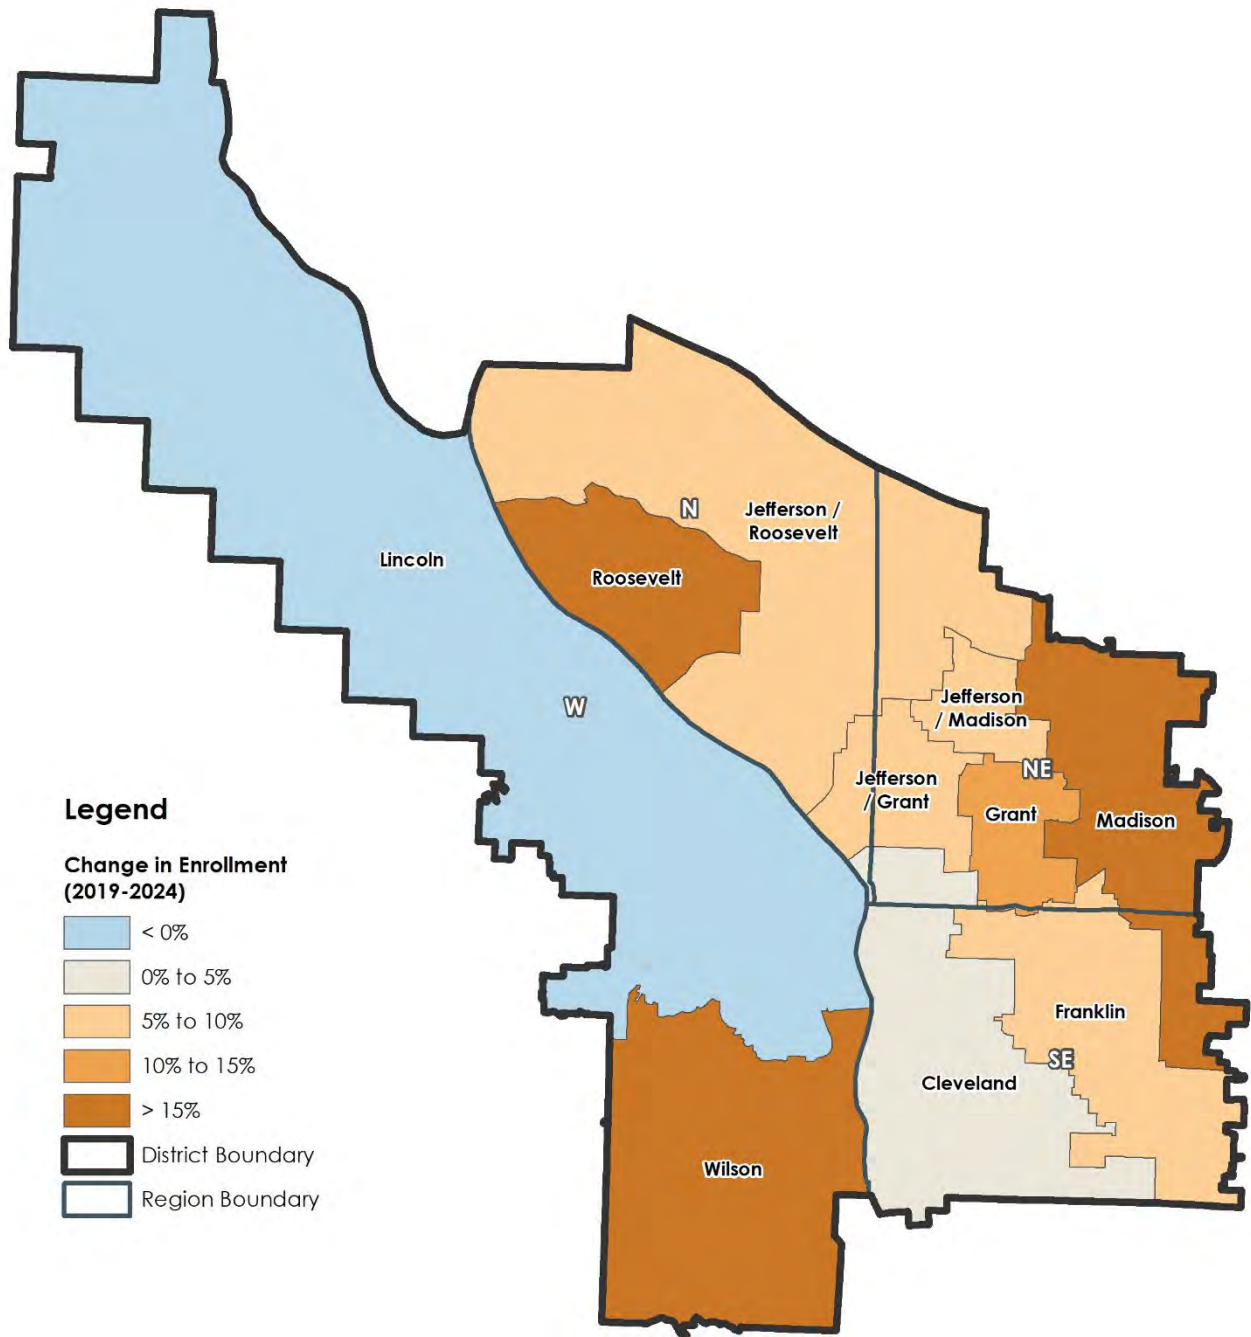 N
Jefferson /
Roosevelt
Lincoln
Roosevelt
W
Jefferson
/ Madison
NE
Jefferson
/ Grant
Grant
Madison
Legend
Change in Enrollment
(2019-2024)
< 0%
0% to 5%
5% to 10%
10% to 15%
> 15%
District Boundary
Region Boundary
Franklin
SE
Cleveland
Wilson